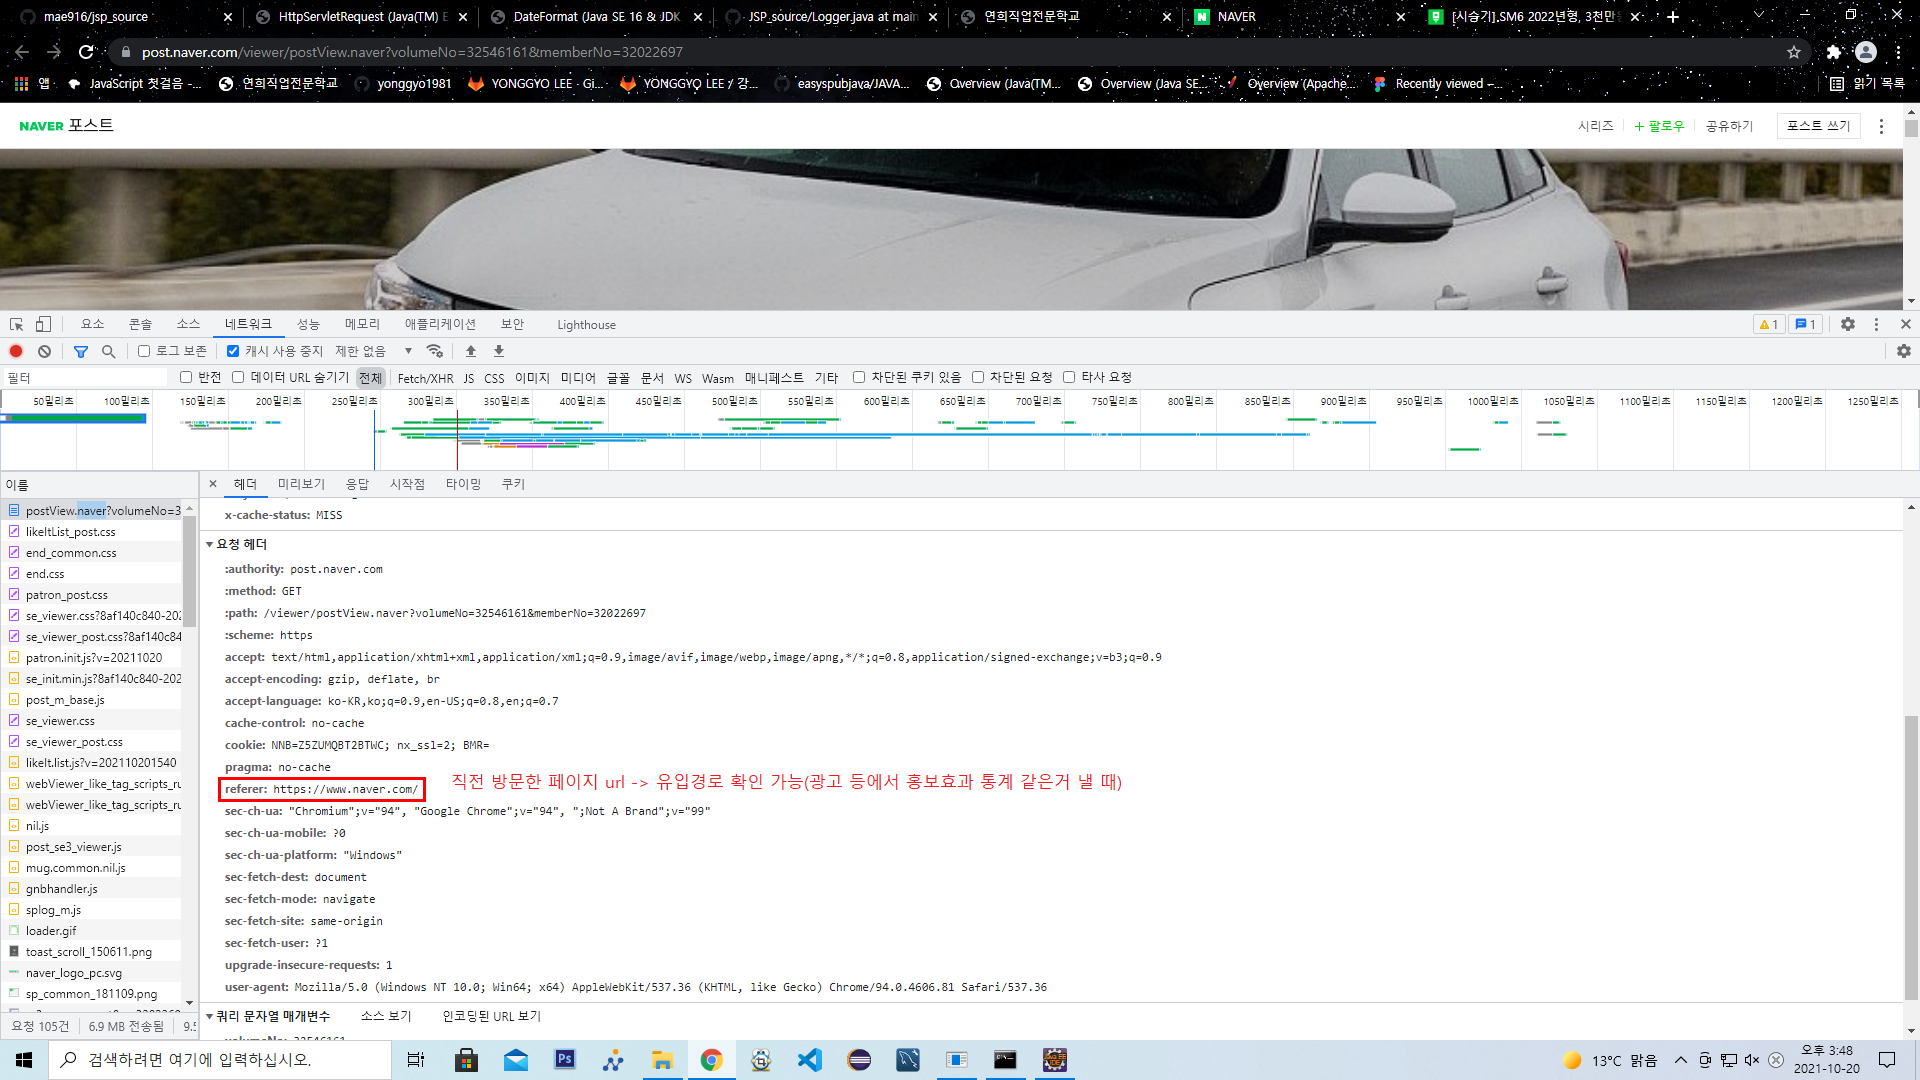 mae916/jsp_source
HttpServletRequest (Java(TM) E
DateFormat (Java SE 16 & JDK
JSP_source/Logger.java at main
연희직업전문학교
NAVER
[시승기],SM6 2022년형, 3천만
post.naver.com/viewer/postView.naver?volumeNo=32546161&memberNo=32022697
앱
JavaScript 첫걸음 -...
연희직업전문학교
yonggyo1981
YONGGYO LEE · Gi...
YONGGYO LEE / 강...
easyspubjava/JAVA...
Overview (Java(TM...
Overview (Java SE...
Overview (Apache...
Recently viewed –...
읽기 목록
NAVER 포스트
시리즈
+ 팔로우
공유하기
포스트 쓰기
요소
콘솔
소스
네트워크
성능
메모리
애플리케이션
보안
Lighthouse
1
1
로그 보존
캐시 사용 중지
제한 없음
필터
반전
데이터 URL 숨기기
전체
Fetch/XHR
JS
CSS
이미지
미디어
글꼴
문서
WS
Wasm
매니페스트
기타
차단된 쿠키 있음
차단된 요청
타사 요청
50밀리초
100밀리초
150밀리초
200밀리초
250밀리초
300밀리초
350밀리초
400밀리초
450밀리초
500밀리초
550밀리초
600밀리초
650밀리초
700밀리초
750밀리초
800밀리초
850밀리초
900밀리초
950밀리초
1000밀리초
1050밀리초
1100밀리초
1150밀리초
1200밀리초
1250밀리초
이름
postView.naver?volumeNo=3
likeItList_post.css
end_common.css
end.css
patron_post.css
se_viewer.css?8af140c840-202
se_viewer_post.css?8af140c84
patron.init.js?v=20211020
se_init.min.js?8af140c840-202
post_m_base.js
se_viewer.css
se_viewer_post.css
likeIt.list.js?v=202110201540
webViewer_like_tag_scripts_ru
webViewer_like_tag_scripts_ru
nil.js
post_se3_viewer.js
mug.common.nil.js
gnbhandler.js
splog_m.js
loader.gif
toast_scroll_150611.png
naver_logo_pc.svg
sp_common_181109.png
요청 105건
6.9 MB 전송됨
9.5
헤더
미리보기
응답
시작점
타이밍
쿠키
x-cache-status: MISS
요청 헤더
:authority: post.naver.com
:method: GET
:path: /viewer/postView.naver?volumeNo=32546161&memberNo=32022697
:scheme: https
accept: text/html,application/xhtml+xml,application/xml;q=0.9,image/avif,image/webp,image/apng,*/*;q=0.8,application/signed-exchange;v=b3;q=0.9
accept-encoding: gzip, deflate, br
accept-language: ko-KR,ko;q=0.9,en-US;q=0.8,en;q=0.7
cache-control: no-cache
cookie: NNB=Z5ZUMQBT2BTWC; nx_ssl=2; BMR=
pragma: no-cache
referer: https://www.naver.com/
직전 방문한 페이지 url -> 유입경로 확인 가능(광고 등에서 홍보효과 통계 같은거 낼 때)
sec-ch-ua: "Chromium";v="94", "Google Chrome";v="94", ";Not A Brand";v="99"
sec-ch-ua-mobile: ?0
sec-ch-ua-platform: "Windows"
sec-fetch-dest: document
sec-fetch-mode: navigate
sec-fetch-site: same-origin
sec-fetch-user: ?1
upgrade-insecure-requests: 1
user-agent: Mozilla/5.0 (Windows NT 10.0; Win64; x64) AppleWebKit/537.36 (KHTML, like Gecko) Chrome/94.0.4606.81 Safari/537.36
쿼리 문자열 매개변수
소스 보기
인코딩된 URL 보기
volumeNo: 32546161
검색하려면 여기에 입력하십시오.
Ps
13°C 맑음
오후 3:48
2021-10-20